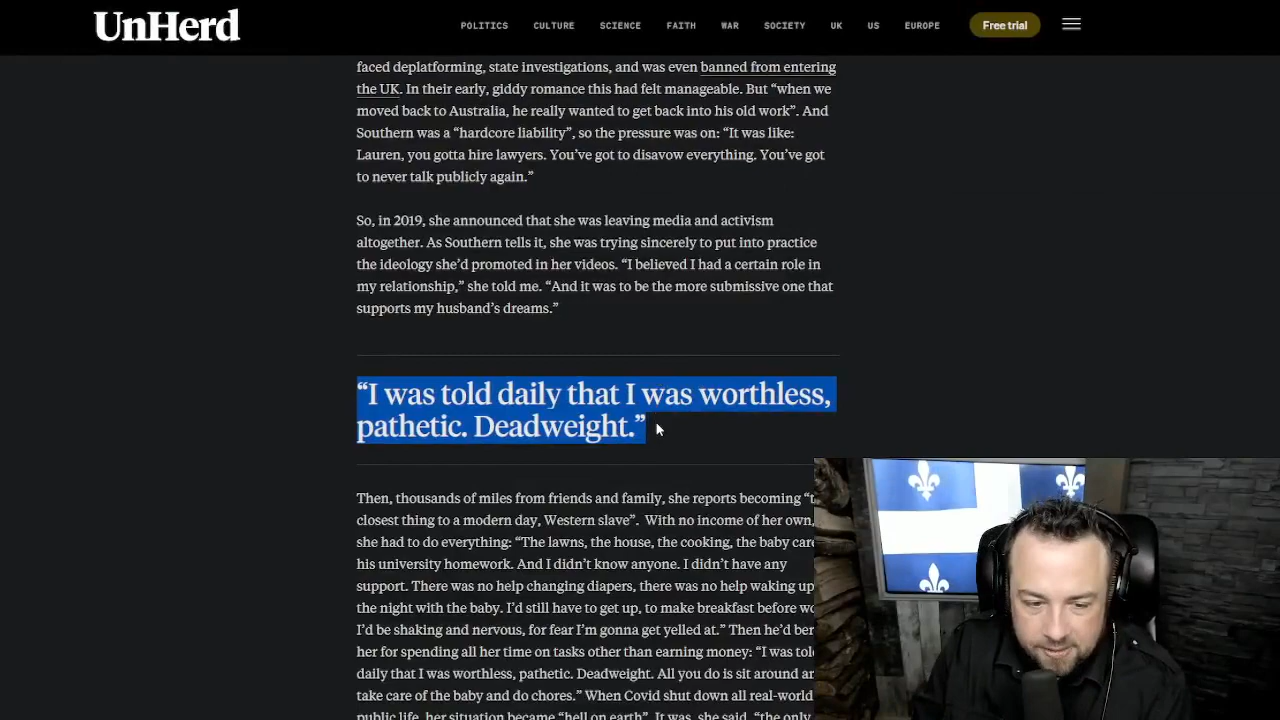 UnHerd
POLITICS CULTURE SCIENCE FAITH WAR SOCIETY UK US EUROPE Free trial
faced deplatforming, state investigations, and was even banned from entering
the UK. In their early, giddy romance this had felt manageable. But “when we
moved back to Australia, he really wanted to get back into his old work”. And
Southern was a “hardcore liability”, so the pressure was on: “It was like:
Lauren, you gotta hire lawyers. You’ve got to disavow everything. You’ve got
to never talk publicly again.”
So, in 2019, she announced that she was leaving media and activism
altogether. As Southern tells it, she was trying sincerely to put into practice
the ideology she’d promoted in her videos. “I believed I had a certain role in
my relationship,” she told me. “And it was to be the more submissive one that
supports my husband’s dreams.”
“I was told daily that I was worthless,
pathetic. Deadweight.”
Then, thousands of miles from friends and family, she reports becoming
closest thing to a modern day, Western slave”. With no income of her own,
she had to do everything: “The lawns, the house, the cooking, the baby care
his university homework. And I didn’t know anyone. I didn’t have any
support. There was no help changing diapers, there was no help waking up
the night with the baby. I’d still have to get up, to make breakfast before
I’d be shaking and nervous, for fear I’m gonna get yelled at.” Then he’d
her for spending all her time on tasks other than earning money: “I was
daily that I was worthless, pathetic. Deadweight. All you do is sit around
take care of the baby and do chores.” When Covid shut down all real-world
public life, her situation became “hell on earth”. It was, she said, “the only